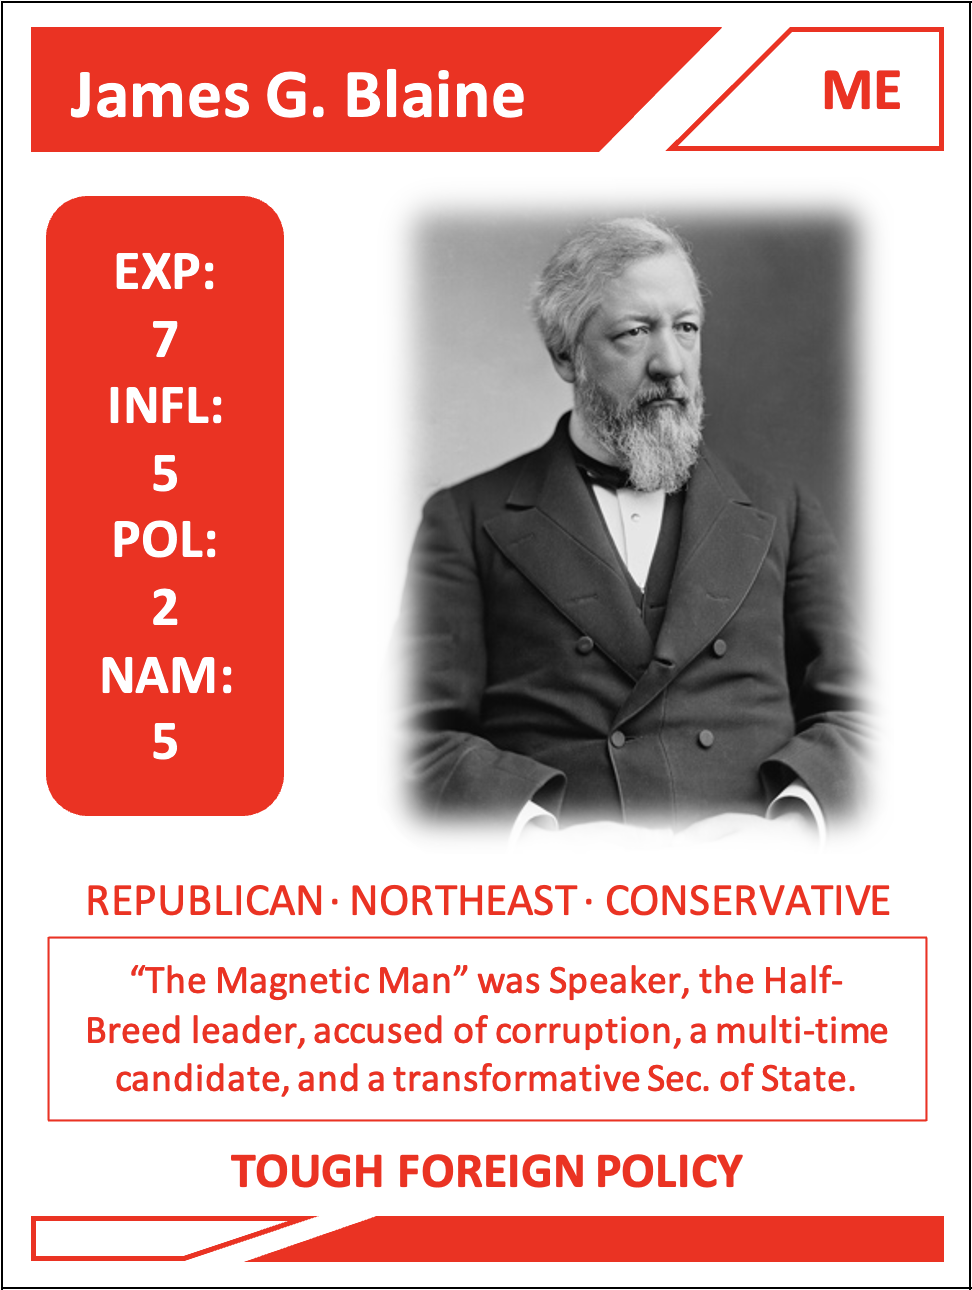 James G. Blaine
ME
EXP:
7
INFL:
5
POL:
2
NAM:
5
REPUBLICAN · NORTHEAST · CONSERVATIVE
“The Magnetic Man” was Speaker, the Half-
Breed leader, accused of corruption, a multi-time
candidate, and a transformative Sec. of State.
TOUGH FOREIGN POLICY